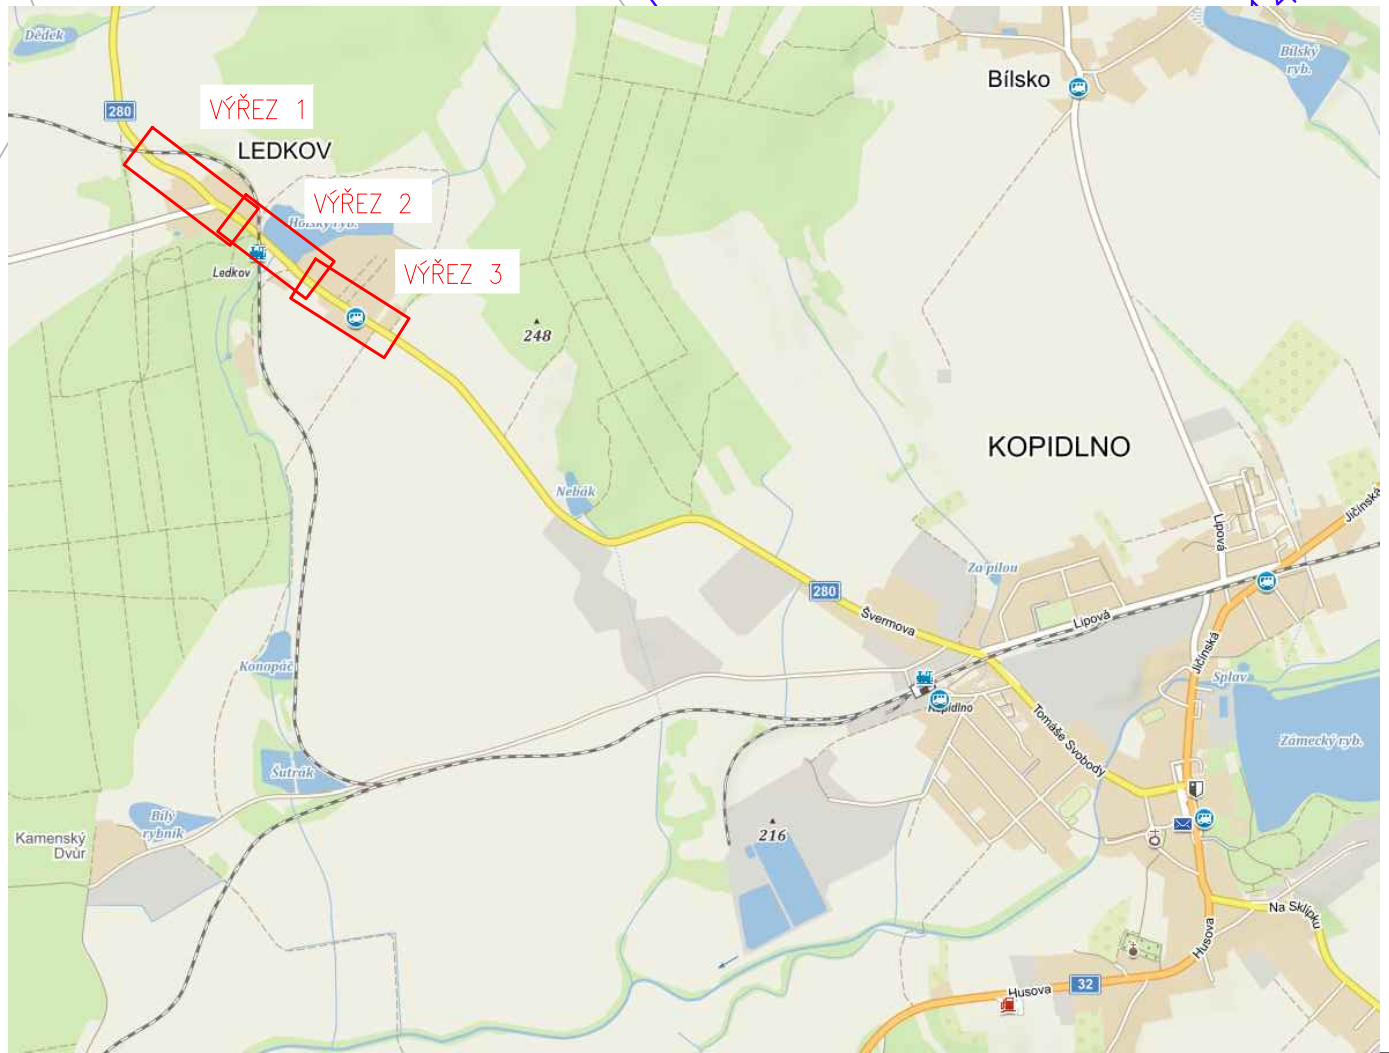 Dědek
280
VÝŘEZ 1
LEDKOV
VÝŘEZ 2
Holský ryb.
Ledkov
VÝŘEZ 3
Bílsko
Bílský
ryb.
248
KOPIDLNO
Nebák
Jičínská
Lipová
Za pilou
280
Švermova
Lipová
Jičínská
Splav
Konopáč
Kopidlno
Tomáše Svobody
Zámecký ryb.
Šutrák
Bílý
rybník
Kamenský
Dvůr
216
Na Sklípku
Husova
Husova
32